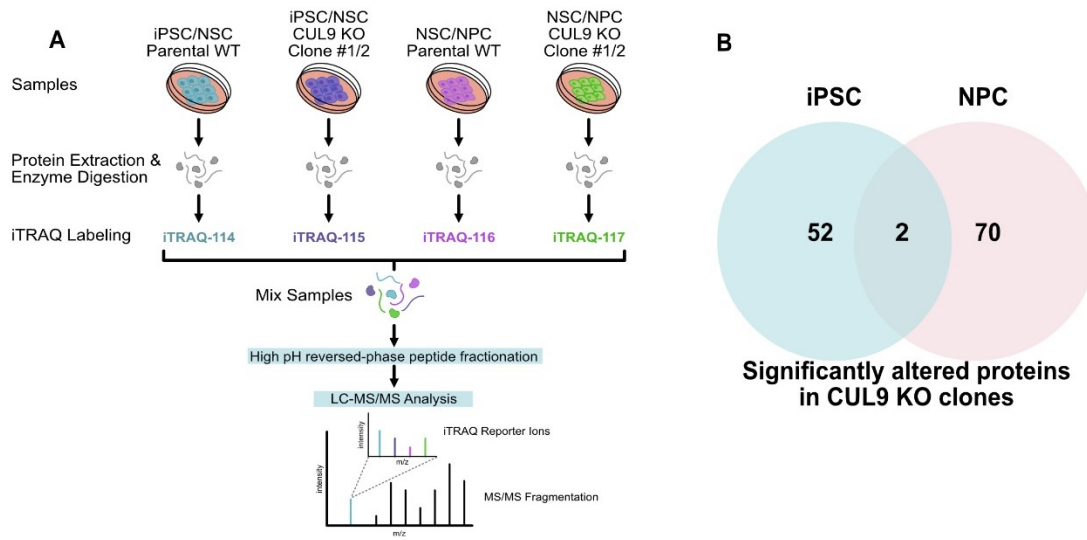 A
iPSC/NSC
Parental WT
iPSC/NSC
CUL9 KO
Clone #1/2
NSC/NPC
Parental WT
NSC/NPC
CUL9 KO
Clone #1/2
Samples
Protein Extraction &
Enzyme Digestion
iTRAQ Labeling
iTRAQ-114
iTRAQ-115
iTRAQ-116
iTRAQ-117
Mix Samples
High pH reversed-phase peptide fractionation
LC-MS/MS Analysis
iTRAQ Reporter Ions
intensity
m/z
MS/MS Fragmentation
intensity
m/z
B
iPSC
NPC
52
2
70
Significantly altered proteins
in CUL9 KO clones